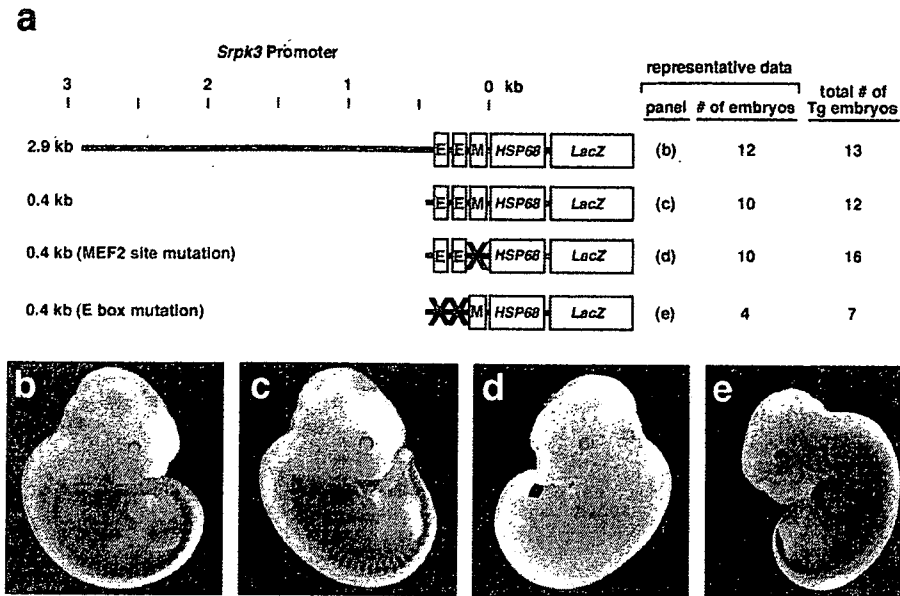 a
Srpk3 Promoter
3 2 1 0 kb
representative data
panel # of embryos
total # of
Tg embryos
2.9 kb E E M HSP68 LacZ (b) 12 13
0.4 kb E E M HSP68 LacZ (c) 10 12
0.4 kb (MEF2 site mutation) E E HSP68 LacZ (d) 10 16
0.4 kb (E box mutation) M HSP68 LacZ (e) 4 7
b c d e